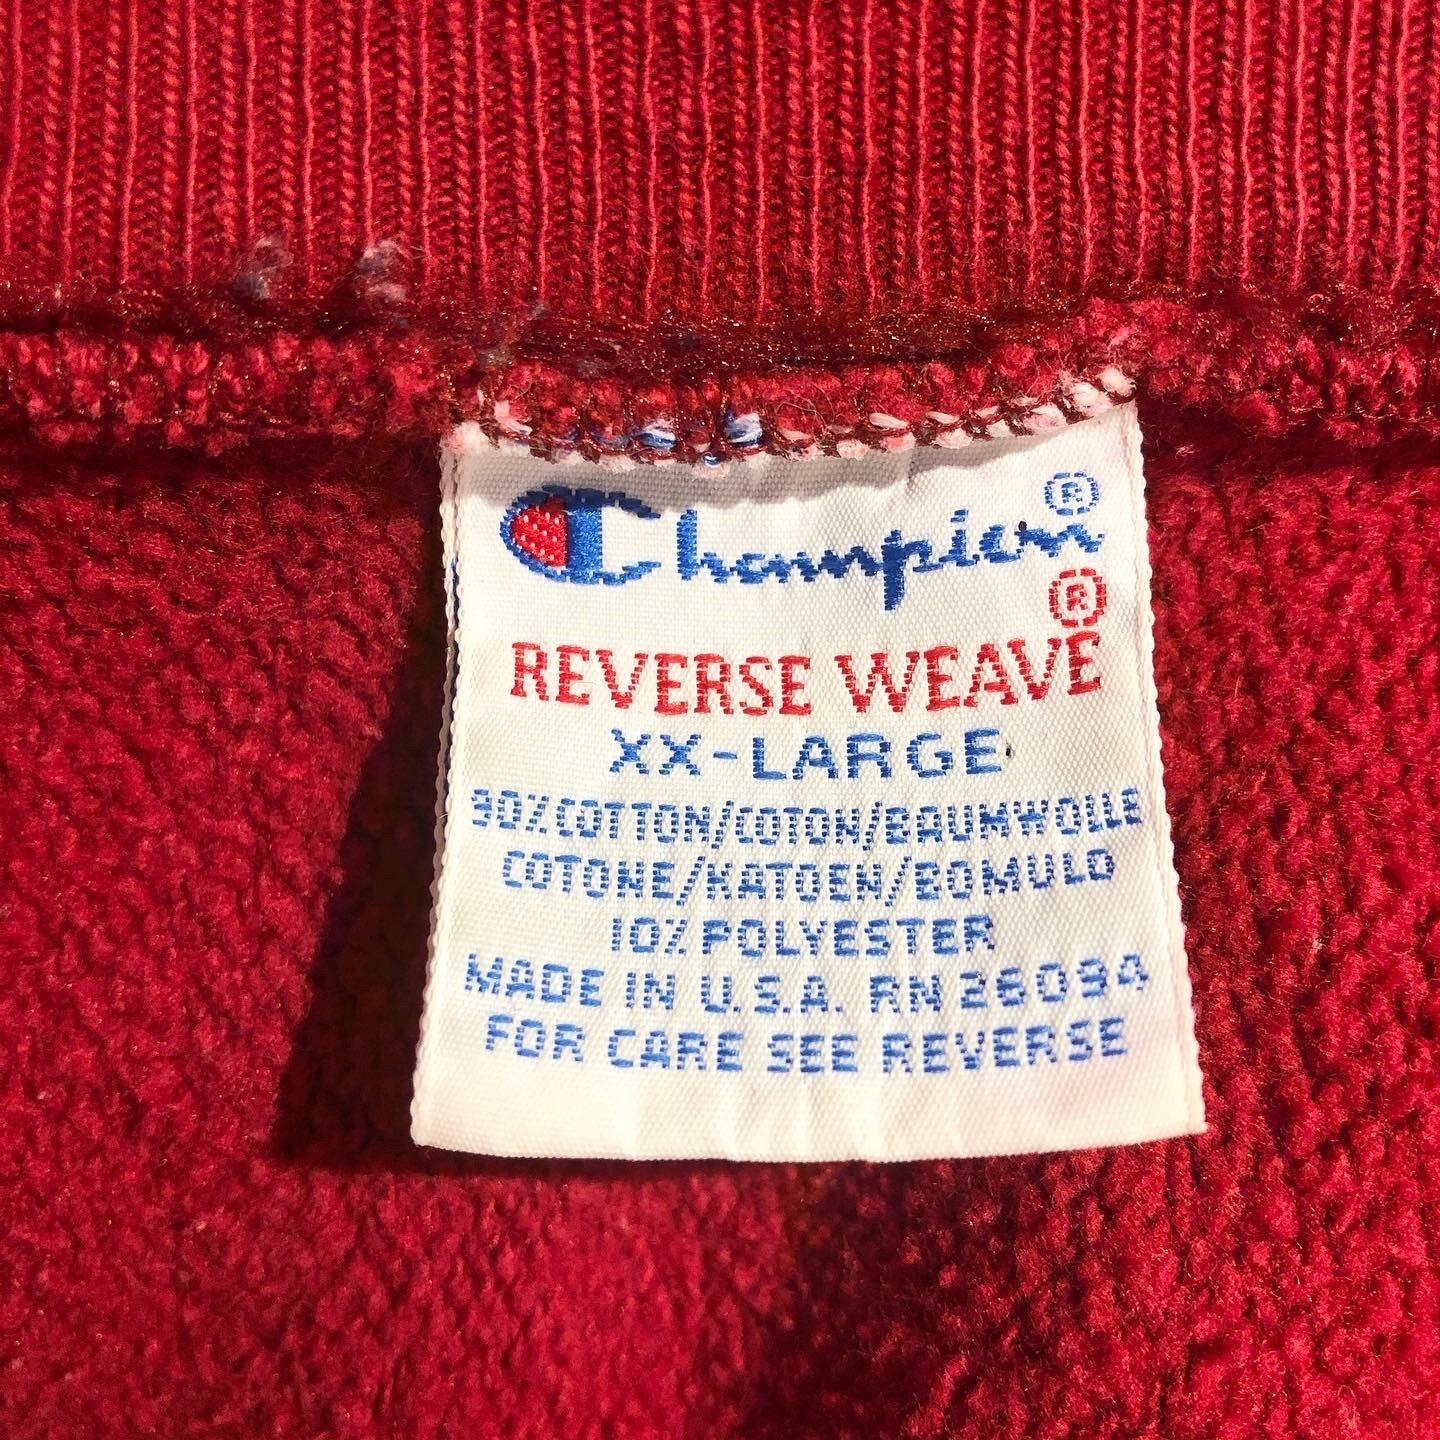 Champion®
REVERSE WEAVE®
XX-LARGE
90% COTTON/COTON/BAUMWOLLE
COTONE/KATOEN/BOMULD
10% POLYESTER
MADE IN U.S.A. RN 26094
FOR CARE SEE REVERSE